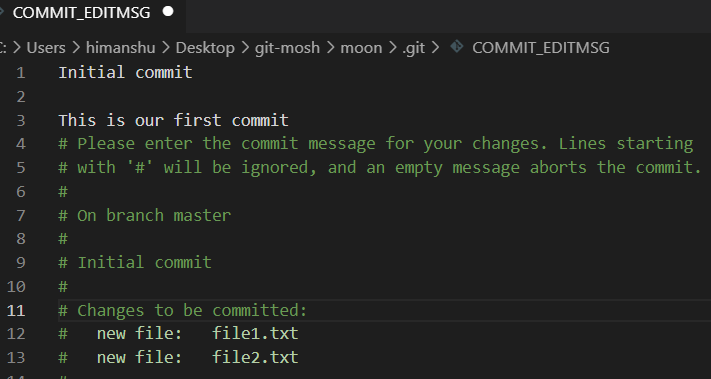 COMMIT_EDITMSG
C: > Users > himanshu > Desktop > git-mosh > moon > .git > COMMIT_EDITMSG
1 Initial commit
2
3 This is our first commit
4 # Please enter the commit message for your changes. Lines starting
5 # with '#' will be ignored, and an empty message aborts the commit.
6 #
7 # On branch master
8 #
9 # Initial commit
10 #
11 # Changes to be committed:
12 #   new file:   file1.txt
13 #   new file:   file2.txt
14 #